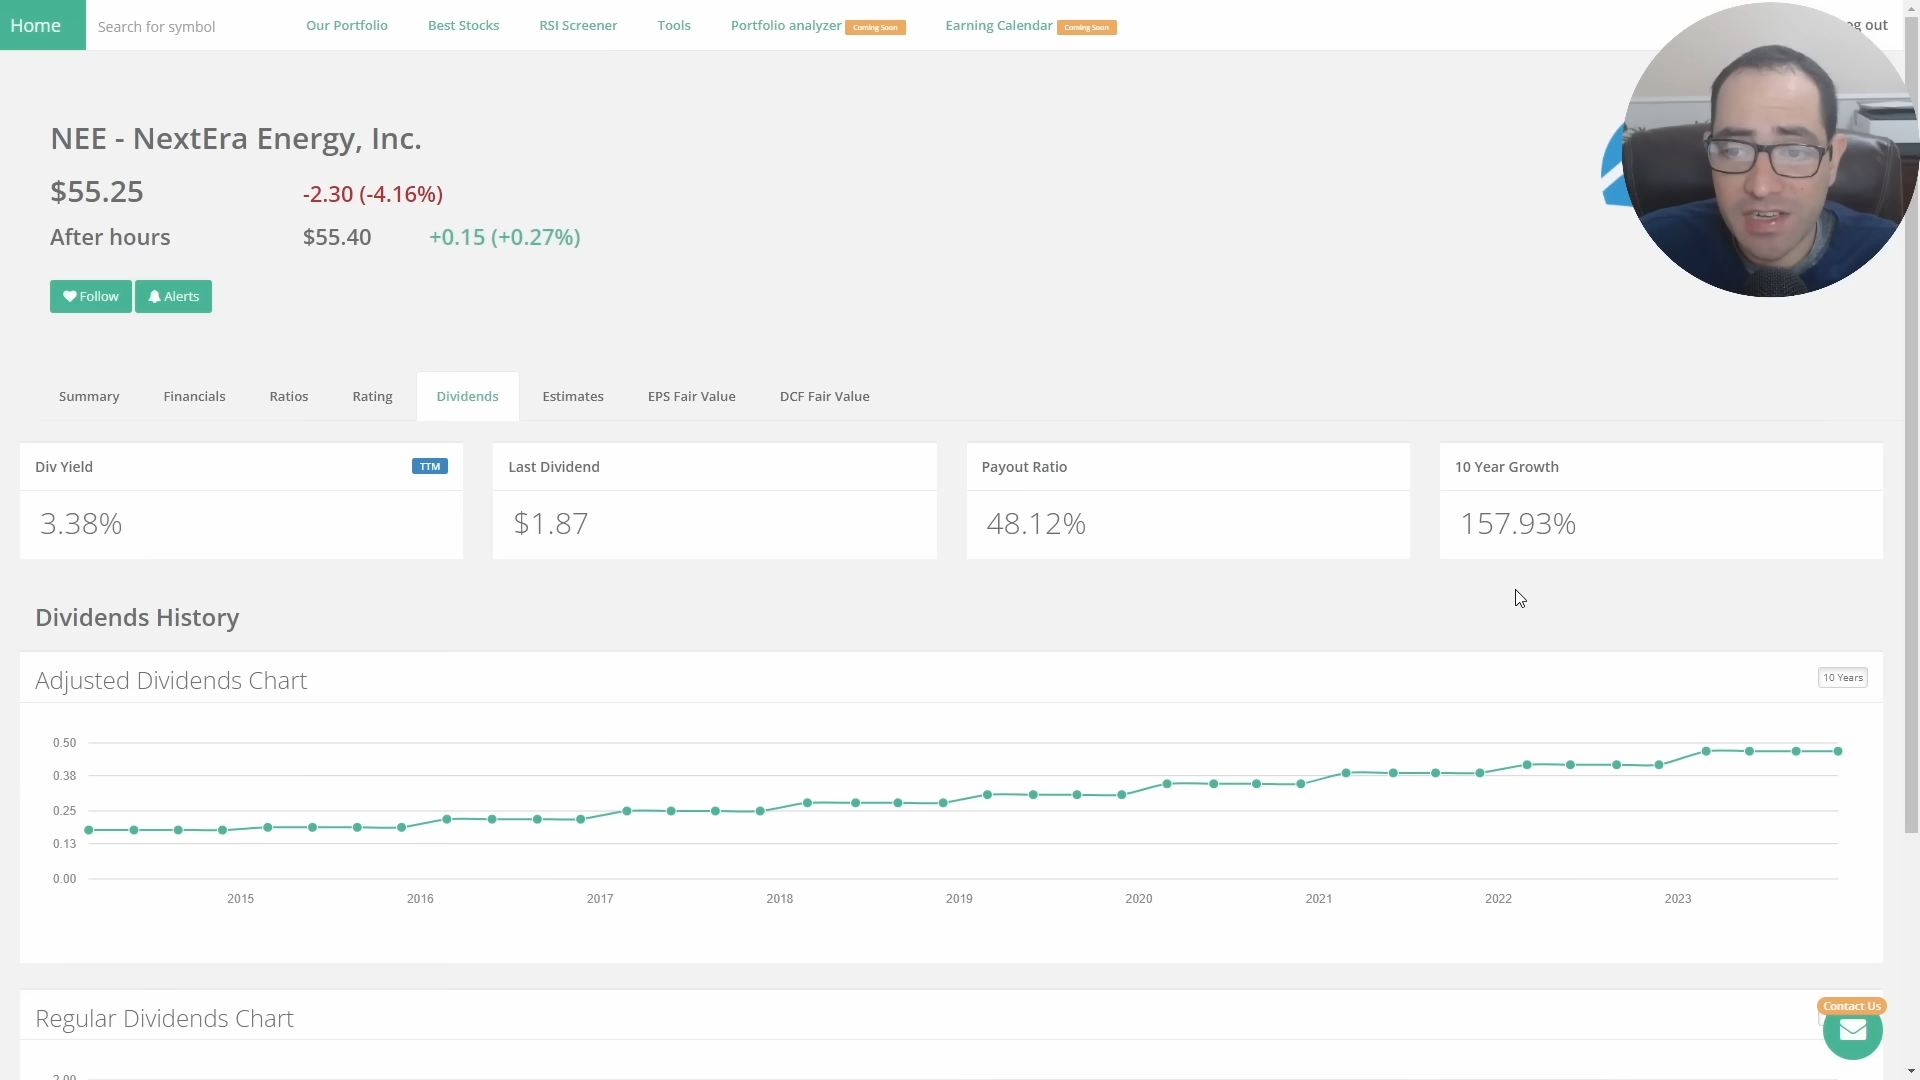 Home
Search for symbol
Our Portfolio
Best Stocks
RSI Screener
Tools
Portfolio analyzer Coming Soon
Earning Calendar Coming Soon
out
NEE - NextEra Energy, Inc.
$55.25 -2.30 (-4.16%)
After hours $55.40 +0.15 (+0.27%)
Follow
Alerts
Summary
Financials
Ratios
Rating
Dividends
Estimates
EPS Fair Value
DCF Fair Value
Div Yield TTM
3.38%
Last Dividend
$1.87
Payout Ratio
48.12%
10 Year Growth
157.93%
Dividends History
Adjusted Dividends Chart
10 Years
0.50
0.38
0.25
0.13
0.00
2015 2016 2017 2018 2019 2020 2021 2022 2023
Regular Dividends Chart
Contact Us
2.00